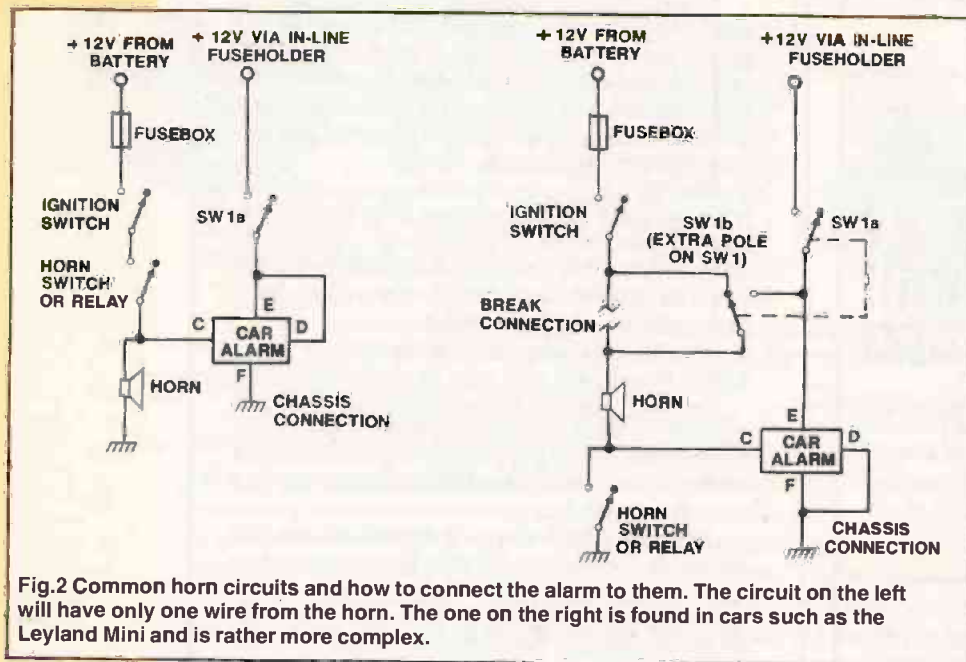 + 12V FROM
BATTERY
+ 12V VIA IN-LINE
FUSEHOLDER
FUSEBOX
IGNITION
SWITCH
SW1a
HORN
SWITCH
OR RELAY
C
E
D
CAR
ALARM
F
HORN
CHASSIS
CONNECTION
+ 12V FROM
BATTERY
+12V VIA IN-LINE
FUSEHOLDER
FUSEBOX
IGNITION
SWITCH
SW1b
(EXTRA POLE
ON SW1)
SW1a
BREAK
CONNECTION
HORN
E
C
D
CAR
ALARM
F
HORN
SWITCH
OR RELAY
CHASSIS
CONNECTION
Fig.2 Common horn circuits and how to connect the alarm to them. The circuit on the left
will have only one wire from the horn. The one on the right is found in cars such as the
Leyland Mini and is rather more complex.